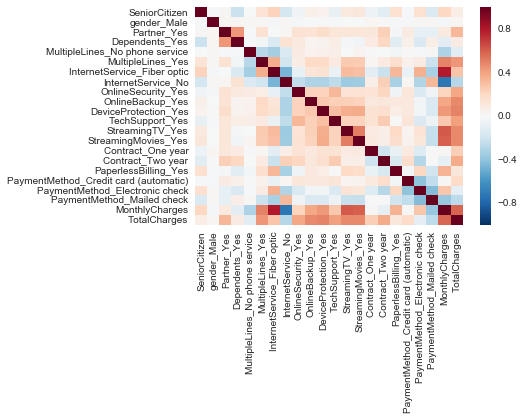 SeniorCitizen
gender_Male
Partner_Yes
Dependents_Yes
MultipleLines_No phone service
MultipleLines_Yes
InternetService_Fiber optic
InternetService_No
OnlineSecurity_Yes
OnlineBackup_Yes
DeviceProtection_Yes
TechSupport_Yes
StreamingTV_Yes
StreamingMovies_Yes
Contract_One year
Contract_Two year
PaperlessBilling_Yes
PaymentMethod_Credit card (automatic)
PaymentMethod_Electronic check
PaymentMethod_Mailed check
MonthlyCharges
TotalCharges
SeniorCitizen
gender_Male
Partner_Yes
Dependents_Yes
MultipleLines_No phone service
MultipleLines_Yes
InternetService_Fiber optic
InternetService_No
OnlineSecurity_Yes
OnlineBackup_Yes
DeviceProtection_Yes
TechSupport_Yes
StreamingTV_Yes
StreamingMovies_Yes
Contract_One year
Contract_Two year
PaperlessBilling_Yes
PaymentMethod_Credit card (automatic)
PaymentMethod_Electronic check
PaymentMethod_Mailed check
MonthlyCharges
TotalCharges
0.8
0.4
0.0
−0.4
−0.8